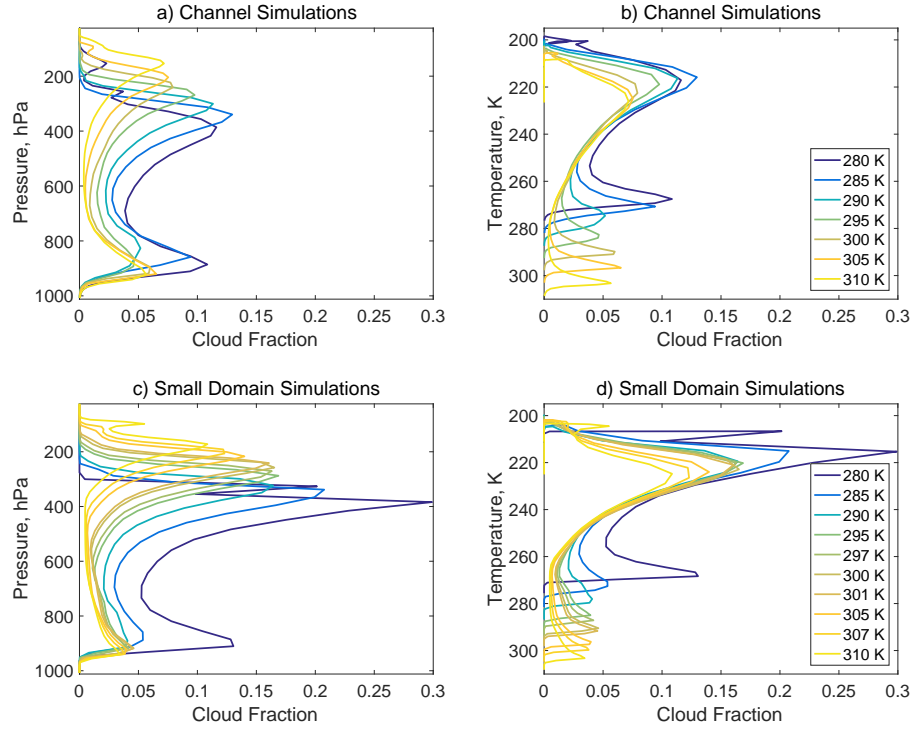 a) Channel Simulations
200
400
600
800
1000
Pressure, hPa
0 0.05 0.1 0.15 0.2 0.25 0.3
Cloud Fraction
b) Channel Simulations
200
220
240
260
280
300
Temperature, K
280 K
285 K
290 K
295 K
300 K
305 K
310 K
0 0.05 0.1 0.15 0.2 0.25 0.3
Cloud Fraction
c) Small Domain Simulations
200
400
600
800
1000
Pressure, hPa
0 0.05 0.1 0.15 0.2 0.25 0.3
Cloud Fraction
d) Small Domain Simulations
200
220
240
260
280
300
Temperature, K
280 K
285 K
290 K
295 K
297 K
300 K
301 K
305 K
307 K
310 K
0 0.05 0.1 0.15 0.2 0.25 0.3
Cloud Fraction